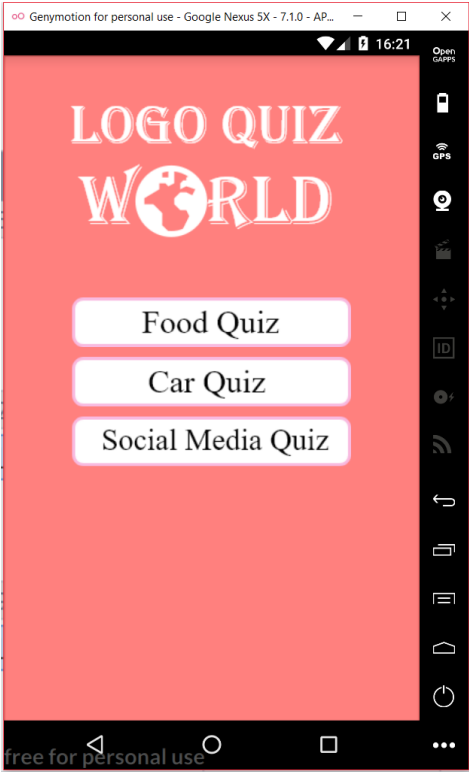 Genymotion for personal use - Google Nexus 5X - 7.1.0 - AP...
16:21
Open
GAPPS
GPS
LOGO QUIZ
WORLD
Food Quiz
Car Quiz
Social Media Quiz
ID
free for personal use